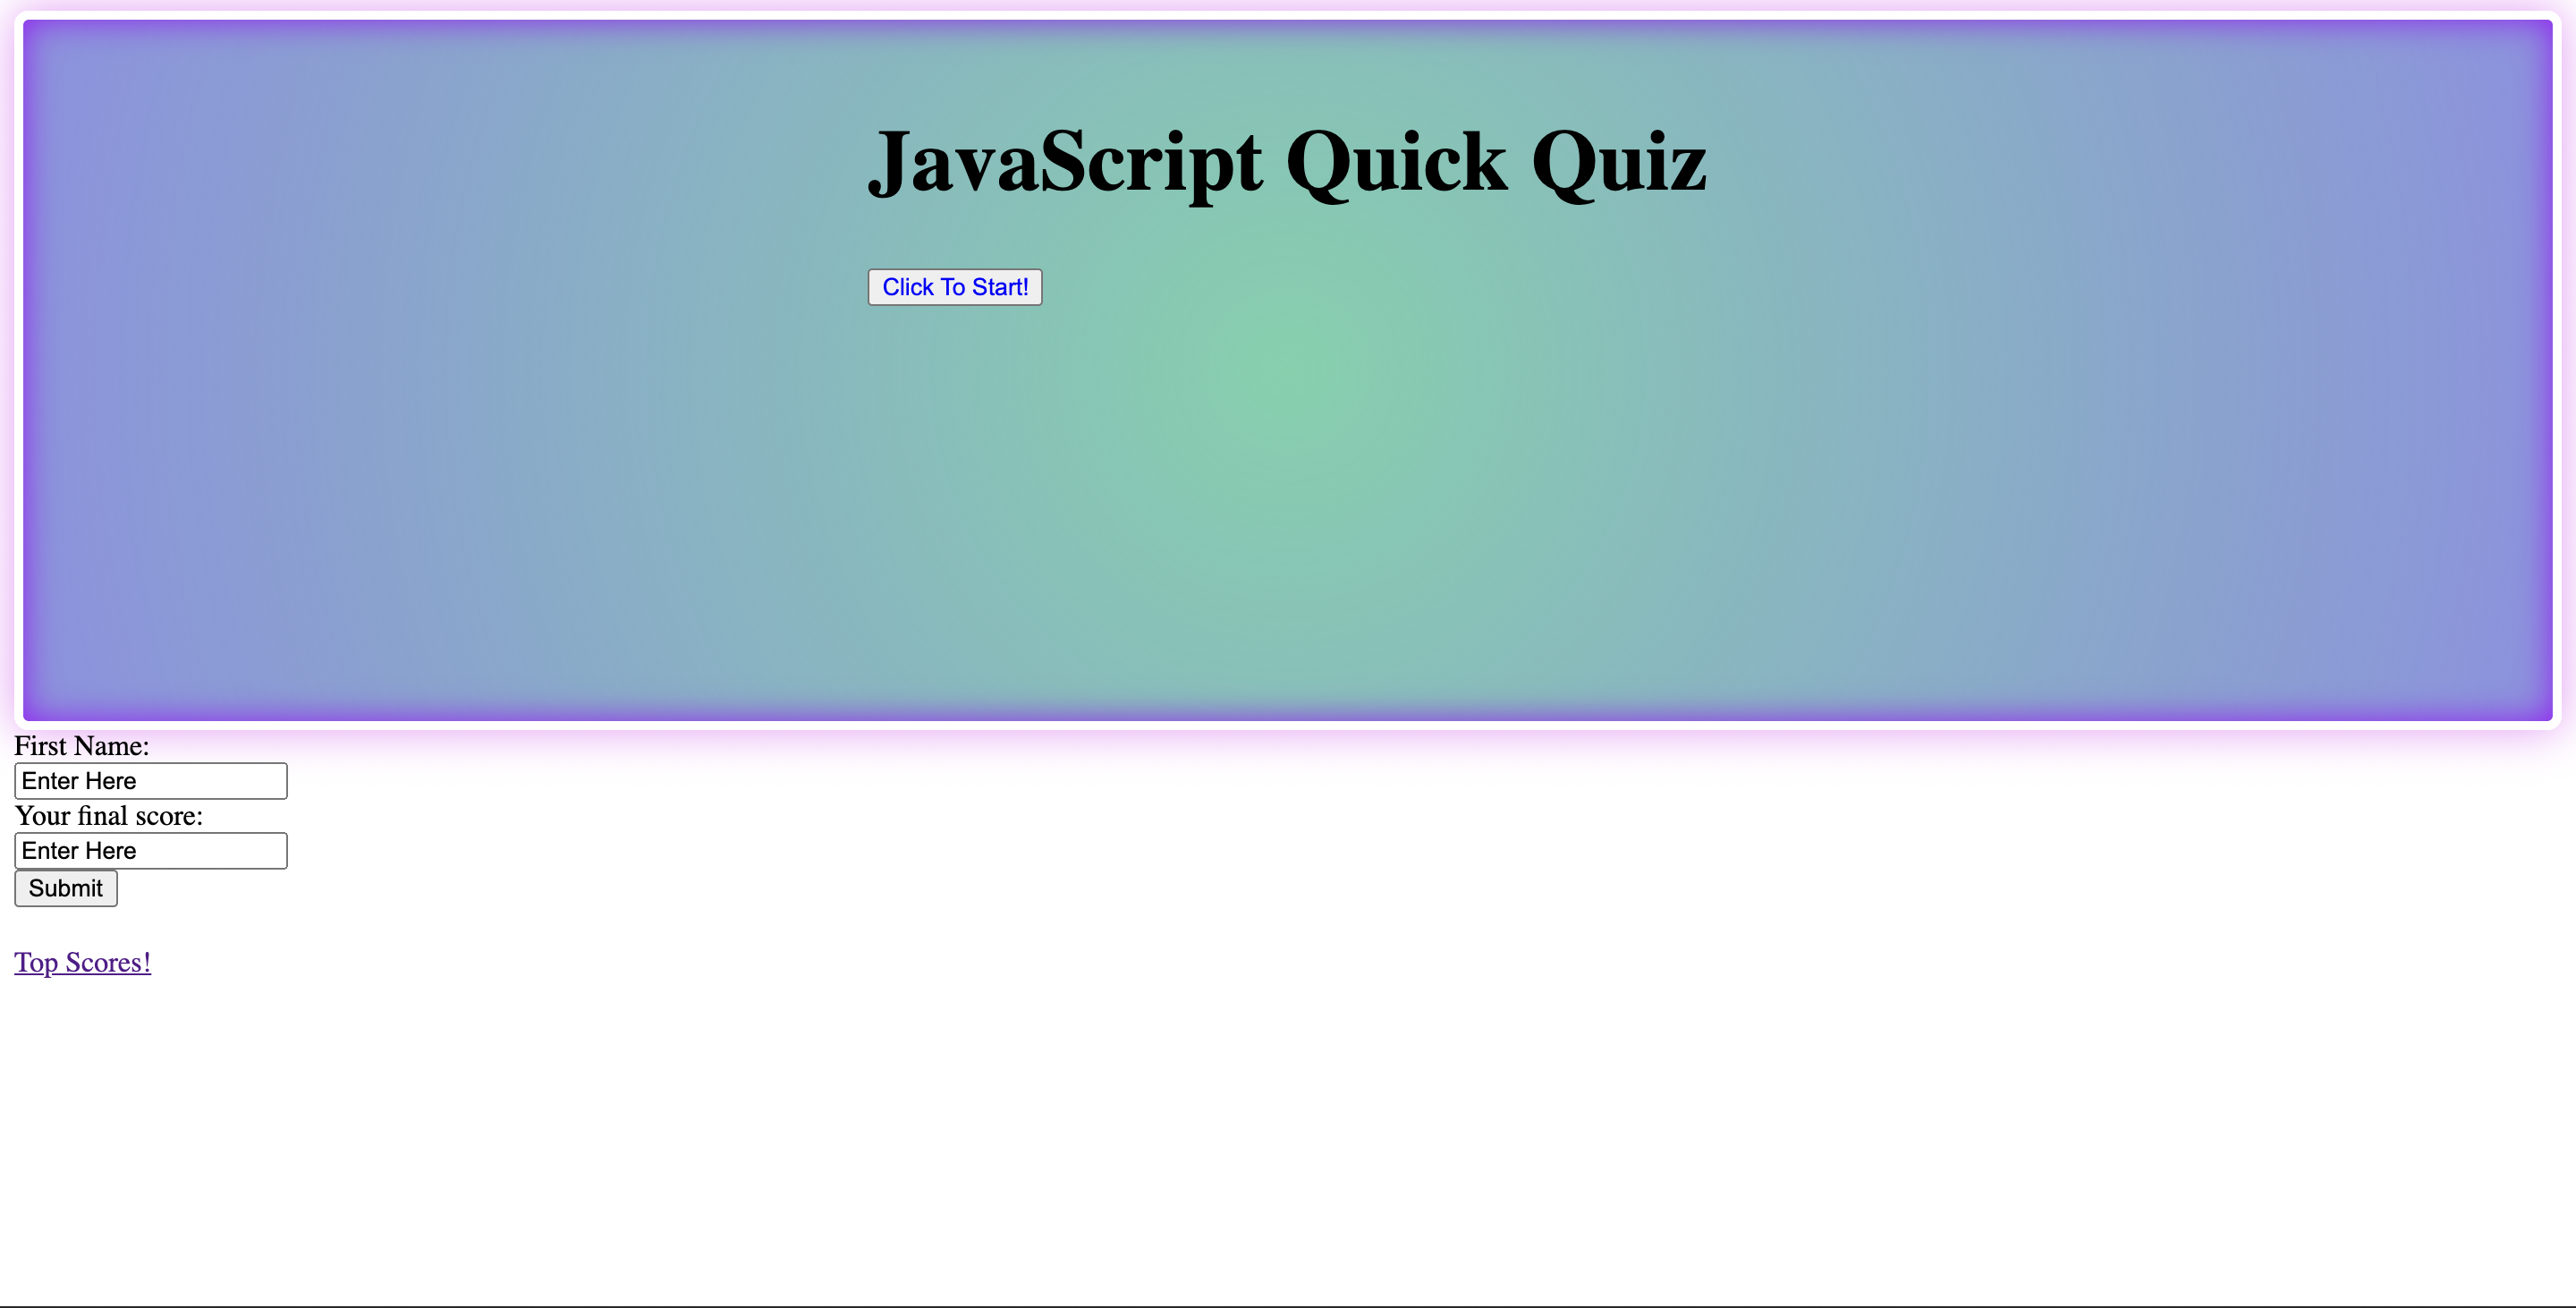 JavaScript Quick Quiz
Click To Start!
First Name:
Enter Here
Your final score:
Enter Here
Submit
Top Scores!